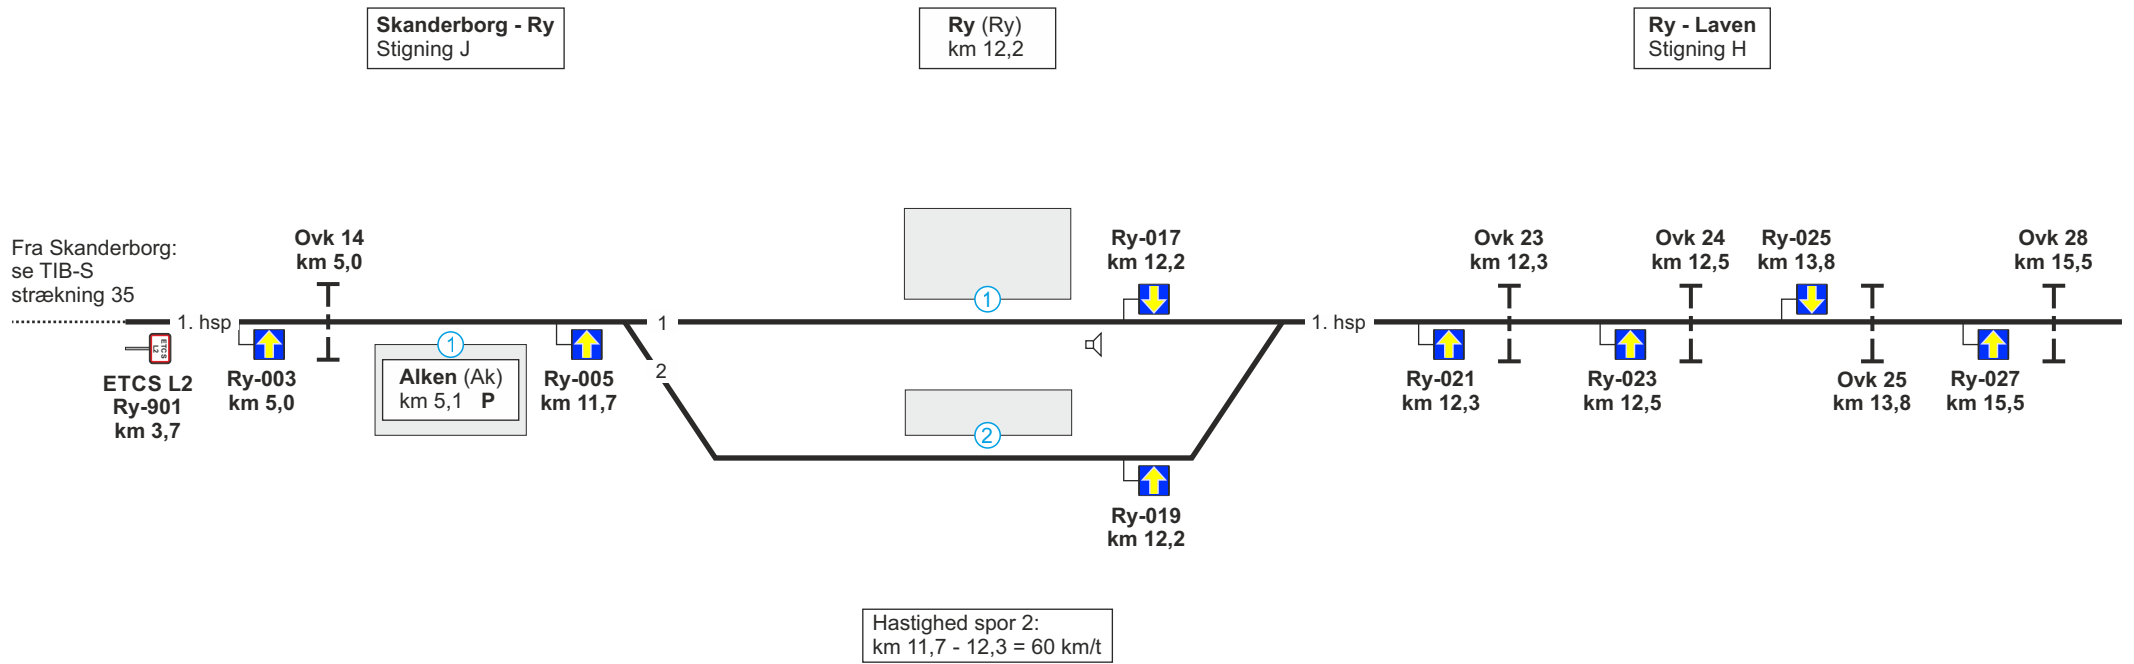 Skanderborg - Ry
Stigning J
Ry (Ry)
km 12,2
Ry - Laven
Stigning H
Fra Skanderborg:
se TIB-S
strækning 35
Ovk 14
km 5,0
Ry-017
km 12,2
Ovk 23
km 12,3
Ovk 24
km 12,5
Ry-025
km 13,8
Ovk 28
km 15,5
1
1. hsp
1
1. hsp
ETCS
L2
1
2
ETCS L2
Ry-901
km 3,7
Ry-003
km 5,0
Alken (Ak)
km 5,1 P
Ry-005
km 11,7
Ry-021
km 12,3
Ry-023
km 12,5
Ovk 25
km 13,8
Ry-027
km 15,5
2
Ry-019
km 12,2
Hastighed spor 2:
km 11,7 - 12,3 = 60 km/t